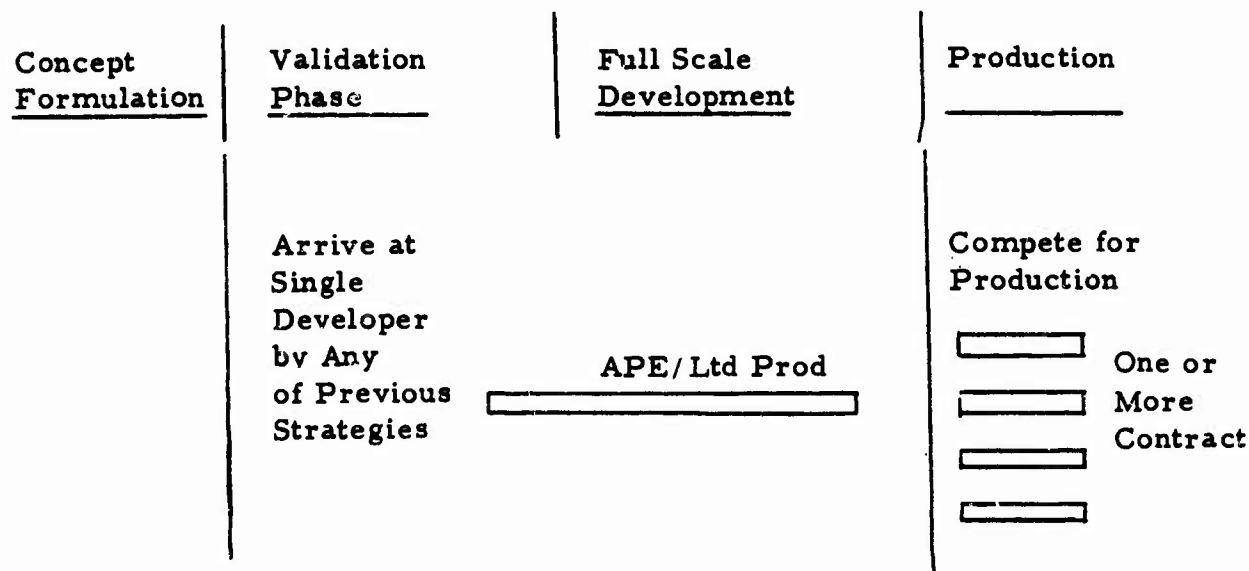 Concept
Formulation
Validation
Phase
Full Scale
Development
Production
Arrive at
Single
Developer
by Any
of Previous
Strategies
APE/Ltd Prod
Compete for
Production
One or
More
Contract